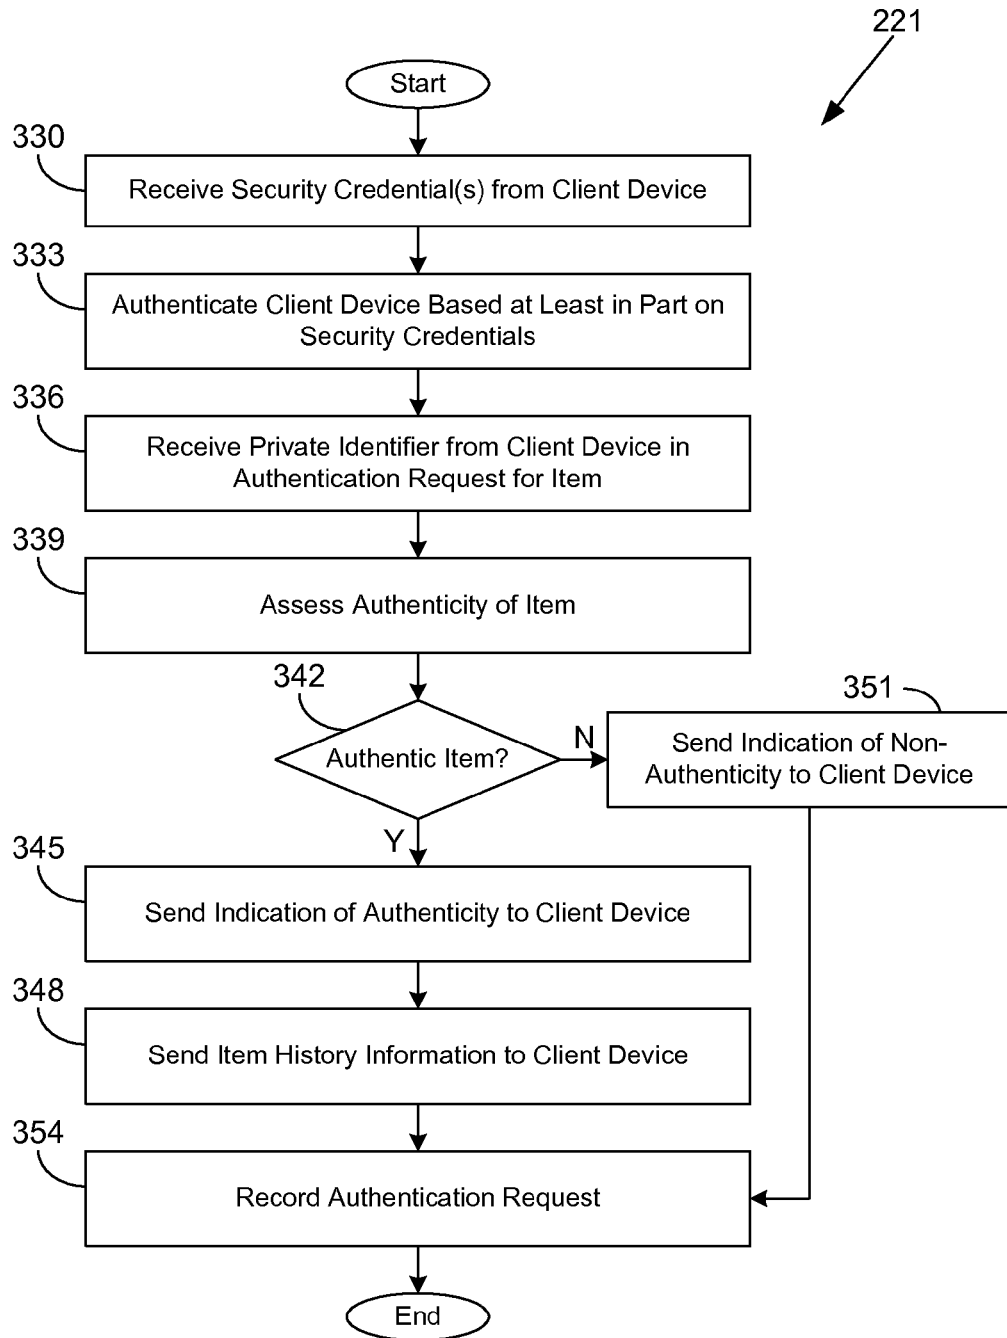 221
Start
330
Receive Security Credential(s) from Client Device
333
Authenticate Client Device Based at Least in Part on
Security Credentials
336
Receive Private Identifier from Client Device in
Authentication Request for Item
339
Assess Authenticity of Item
342
Authentic Item?
N
351
Send Indication of Non-
Authenticity to Client Device
Y
345
Send Indication of Authenticity to Client Device
348
Send Item History Information to Client Device
354
Record Authentication Request
End